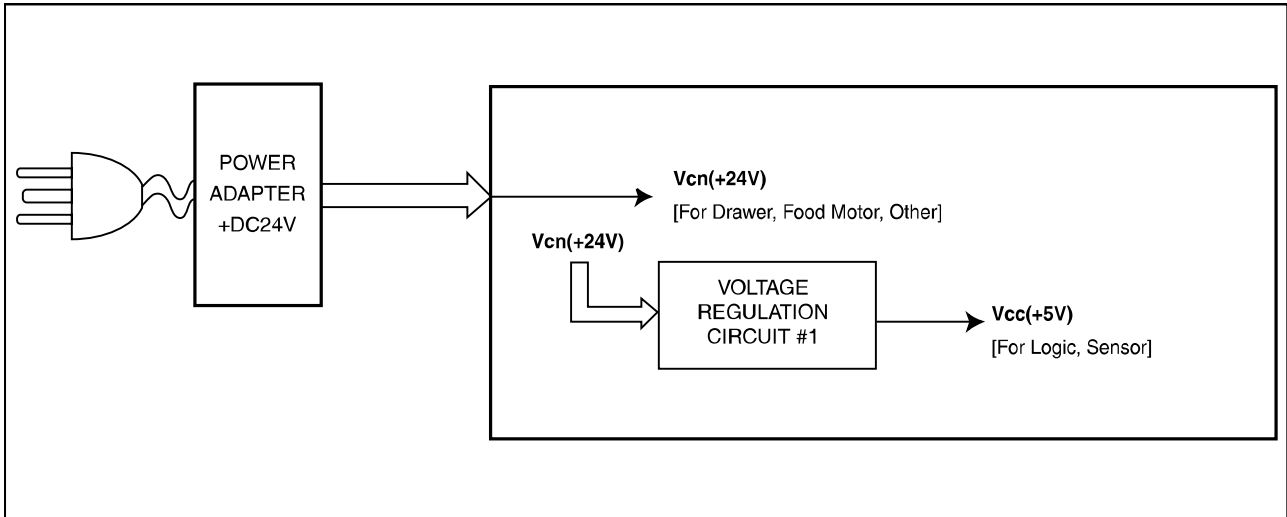 POWER
ADAPTER
+DC24V
Vcn(+24V)
[For Drawer, Food Motor, Other]
Vcn(+24V)
VOLTAGE
REGULATION
CIRCUIT #1
Vcc(+5V)
[For Logic, Sensor]